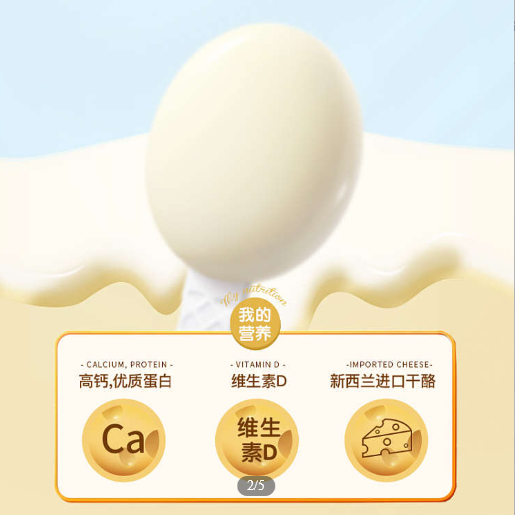 My nutrition
我的
营养
- CALCIUM, PROTEIN -
高钙,优质蛋白
Ca
- VITAMIN D -
维生素D
维生
素D
-IMPORTED CHEESE-
新西兰进口干酪
2/5